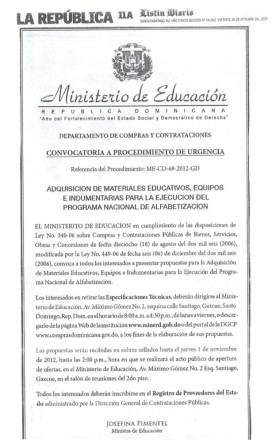 LA REPÚBLICA 11A Listin Diario
Ministerio de Educación
REPUBLICA DOMINICANA
"Año del Fortalecimiento del Estado Social y Democrático de Derecho"
DEPARTAMENTO DE COMPRAS Y CONTRATACIONES
CONVOCATORIA A PROCEDIMIENTO DE URGENCIA
Referencia del Procedimiento: ME-CD-69-2012-GD
ADQUISICION DE MATERIALES EDUCATIVOS, EQUIPOS
E INDUMENTARIAS PARA LA EJECUCION DEL
PROGRAMA NACIONAL DE ALFABETIZACION
EL MINISTERITO DE EDUCACION en cumplimiento de las disposiciones de
Ley No. 340-06 sobre Compras y Contrataciones Públicas de Bienes, Servicios,
Obras y Concesiones de fecha dieciocho (18) de agosto del dos mil seis (2006),
modificada por la Ley No. 449-06 de fecha seis (06) de diciembre del dos mil seis
(2006), convoca a todos los interesados a presentar propuestas para la Adquisición
de Materiales Educativos, Equipos e Indumentarias para la Ejecución del Progra-
ma Nacional de Alfabetización.
Los interesados en retirar las Especificaciones Técnicas, deberán dirigirse al Minis-
terio de Educacion, Av. Máximo Gómez No. 2, esquina calle Santiago, Gazcue, Santo
Domingo, Rep. Dom. en el horario de 8:00 a. m. a 4:30 p.m., de lunes a viernes, o descar-
garlo de la página Web de la institución www.minerd.gob.do o del portal de la DGCP
www.comprasdominicana.gov.do, a los fines de la elaboración de sus propuestas.
Las propuestas serán recibidas en sobres sellados hasta el jueves 1 de noviembre
de 2012, hasta las 2:00 p.m., hora en que se realizará el acto público de apertura
de ofertas, en el Ministerio de Educación, Av. Máximo Gómez No. 2 Esq. Santiago,
Gazcue, en el salón de reuniones del 2do piso.
Todos los interesados deberán inscribirse en el Registro de Proveedores del Esta-
do administrado por la Dirección General de Contrataciones Públicas.
JOSEFINA PIMENTEL
Ministra de Educación